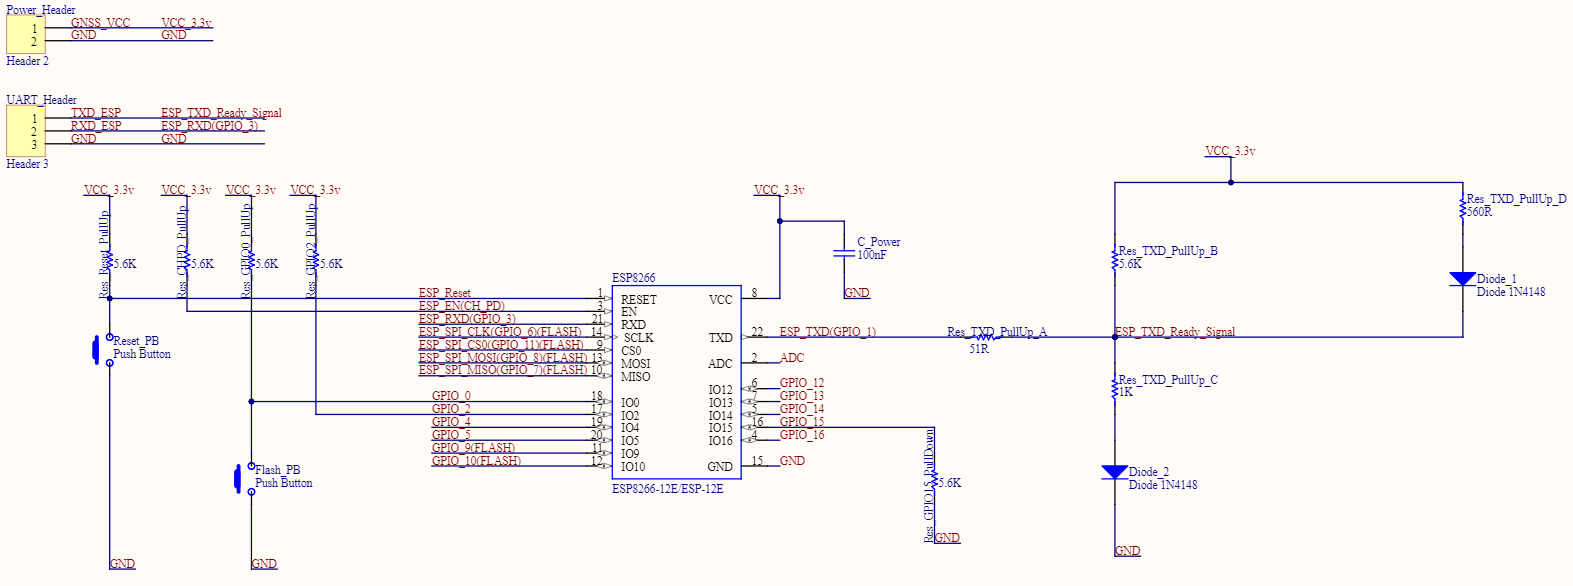 Power_Header
1 GNSS_VCC VCC_3.3v
2 GND GND
Header 2
UART_Header
1 TXD_ESP ESP_TXD_Ready_Signal
2 RXD_ESP ESP_RXD(GPIO_3)
3 GND GND
Header 3
VCC_3.3v VCC_3.3v VCC_3.3v VCC_3.3v
Res_Reset_PullUp
5.6K
Res_CHPD_PullUp
5.6K
Res_GPIO0_PullUp
5.6K
Res_GPIO2_PullUp
5.6K
Reset_PB
Push Button
GND
Flash_PB
Push Button
GND
ESP8266
ESP_Reset 1 RESET
ESP_EN(CH_PD) 3 EN
ESP_RXD(GPIO_3) 21 RXD
ESP_SPI_CLK(GPIO_6)(FLASH) 14 SCLK
ESP_SPI_CS0(GPIO_11)(FLASH) 9 CS0
ESP_SPI_MOSI(GPIO_8)(FLASH) 13 MOSI
ESP_SPI_MISO(GPIO_7)(FLASH) 10 MISO
GPIO_0 18 IO0
GPIO_2 17 IO2
GPIO_4 19 IO4
GPIO_5 20 IO5
GPIO_9(FLASH) 11 IO9
GPIO_10(FLASH) 12 IO10
VCC 8
TXD 22 ESP_TXD(GPIO_1)
ADC 2 ADC
IO12 6 GPIO_12
IO13 7 GPIO_13
IO14 5 GPIO_14
IO15 16 GPIO_15
IO16 4 GPIO_16
GND 15 GND
ESP8266-12E/ESP-12E
VCC_3.3v
C_Power
100nF
GND
Res_GPIO15_PullDown
5.6K
GND
Res_TXD_PullUp_A
51R
VCC_3.3v
Res_TXD_PullUp_B
5.6K
Res_TXD_PullUp_D
560R
Diode_1
Diode 1N4148
ESP_TXD_Ready_Signal
Res_TXD_PullUp_C
1K
Diode_2
Diode 1N4148
GND